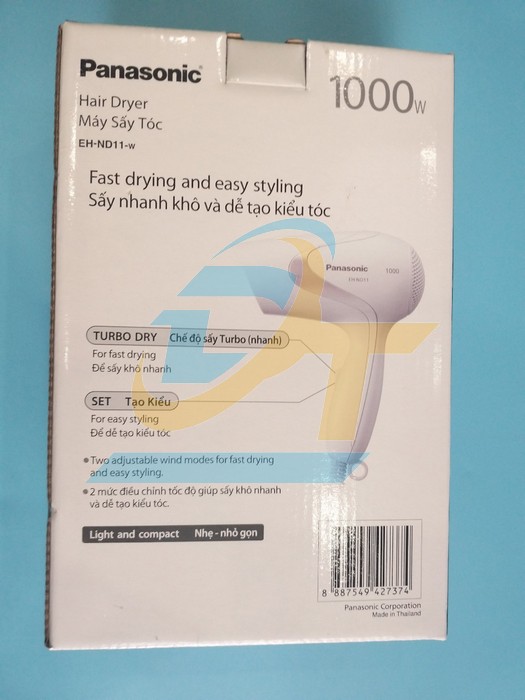 Panasonic
1000w
Hair Dryer
Máy Sấy Tóc
EH-ND11-w
Fast drying and easy styling
Sấy nhanh khô và dễ tạo kiểu tóc
Panasonic 1000
EH-ND11
TURBO DRY Chế độ sấy Turbo (nhanh)
For fast drying
Để sấy khô nhanh
SET Tạo Kiểu
For easy styling
Để dễ tạo kiểu tóc
• Two adjustable wind modes for fast drying
and easy styling.
• 2 mức điều chỉnh tốc độ giúp sấy khô nhanh
và dễ tạo kiểu tóc.
Light and compact Nhẹ - nhỏ gọn
8 887549 427374
Panasonic Corporation
Made in Thailand